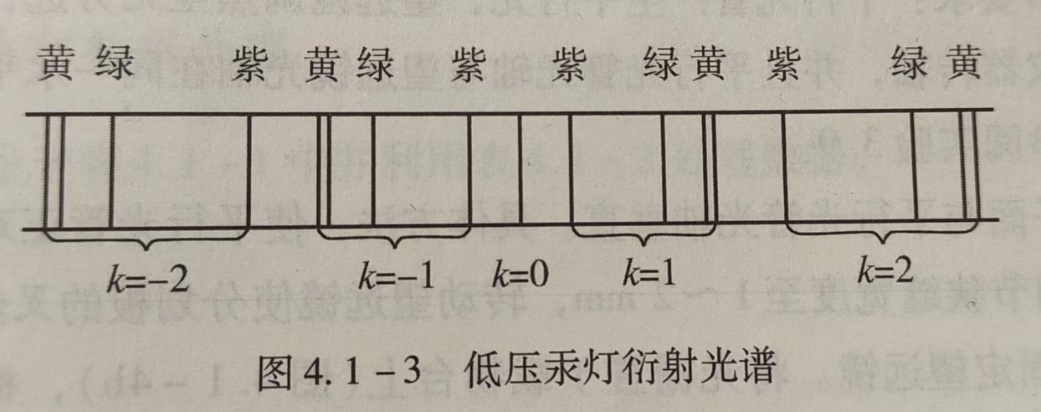 黄 绿 紫 黄 绿 紫 紫 绿 黄 紫 绿 黄
k=-2 k=-1 k=0 k=1 k=2
图 4.1-3 低压汞灯衍射光谱